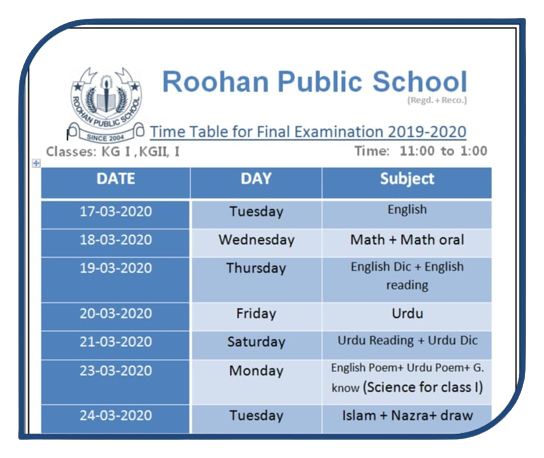 Roohan Public School
(Regd. + Reco.)
ROOHAN PUBLIC SCHOOL
SINCE 2004
Time Table for Final Examination 2019-2020
Classes: KG I ,KGII, I Time: 11:00 to 1:00
DATE DAY Subject
17-03-2020 Tuesday English
18-03-2020 Wednesday Math + Math oral
19-03-2020 Thursday English Dic + English
reading
20-03-2020 Friday Urdu
21-03-2020 Saturday Urdu Reading + Urdu Dic
23-03-2020 Monday English Poem+ Urdu Poem+ G.
know (Science for class I)
24-03-2020 Tuesday Islam + Nazra+ draw